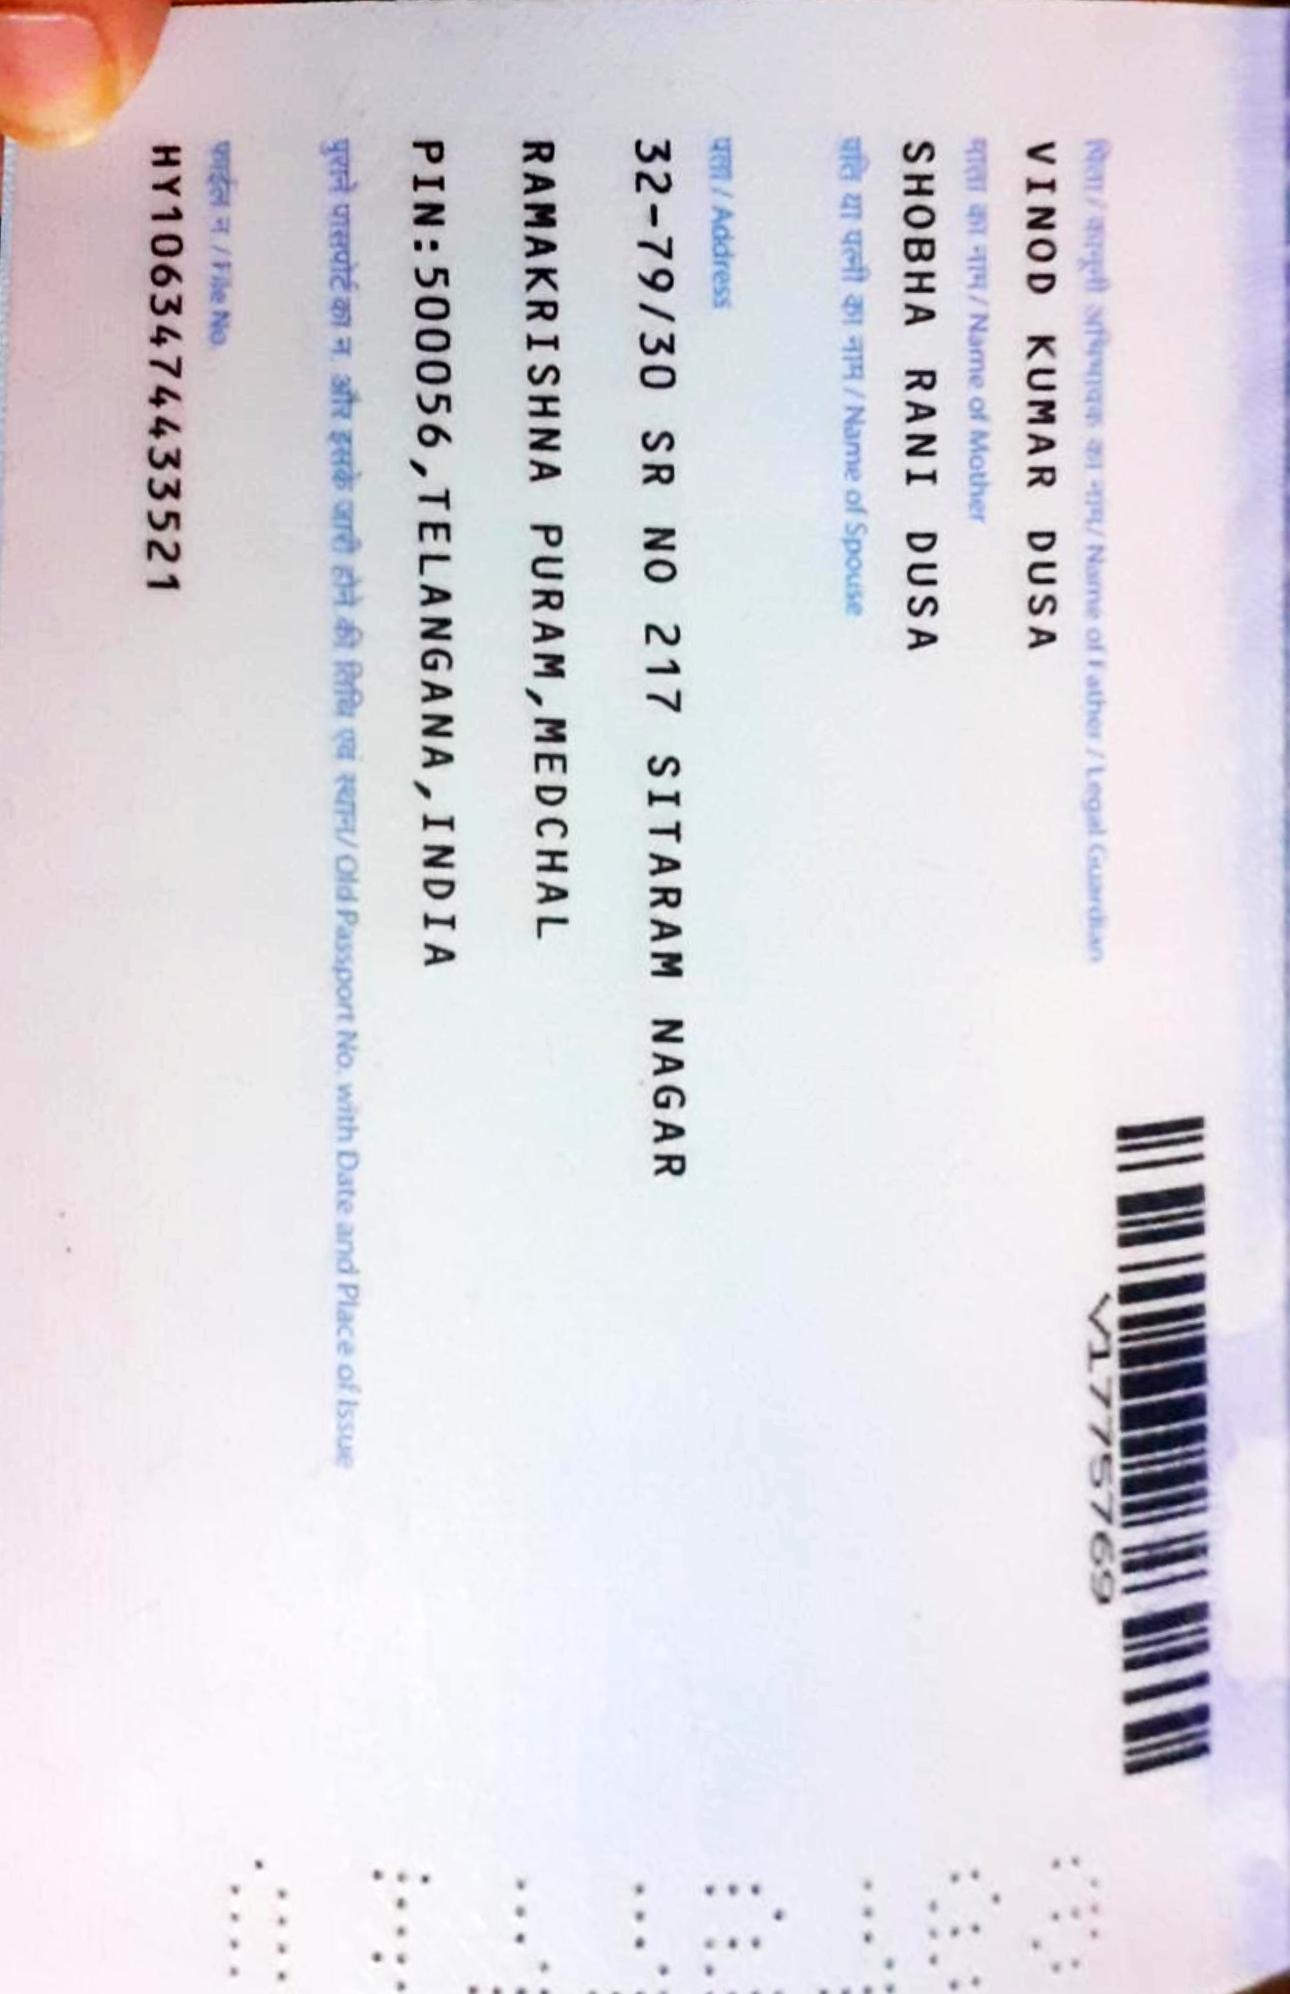 V1775769
पिता / कानूनी अभिभावक का नाम/ Name of Father / Legal Guardian
VINOD KUMAR DUSA
माता का नाम / Name of Mother
SHOBHA RANI DUSA
पति या पत्नी का नाम / Name of Spouse
पता / Address
32-79/30 SR NO 217 SITARAM NAGAR
RAMAKRISHNA PURAM,MEDCHAL
PIN:500056,TELANGANA,INDIA
पुराने पासपोर्ट का न. और इसके जारी होने की तिथि एवं स्थान/ Old Passport No. with Date and Place of Issue
फाईल न. / File No.
HY1063474433521